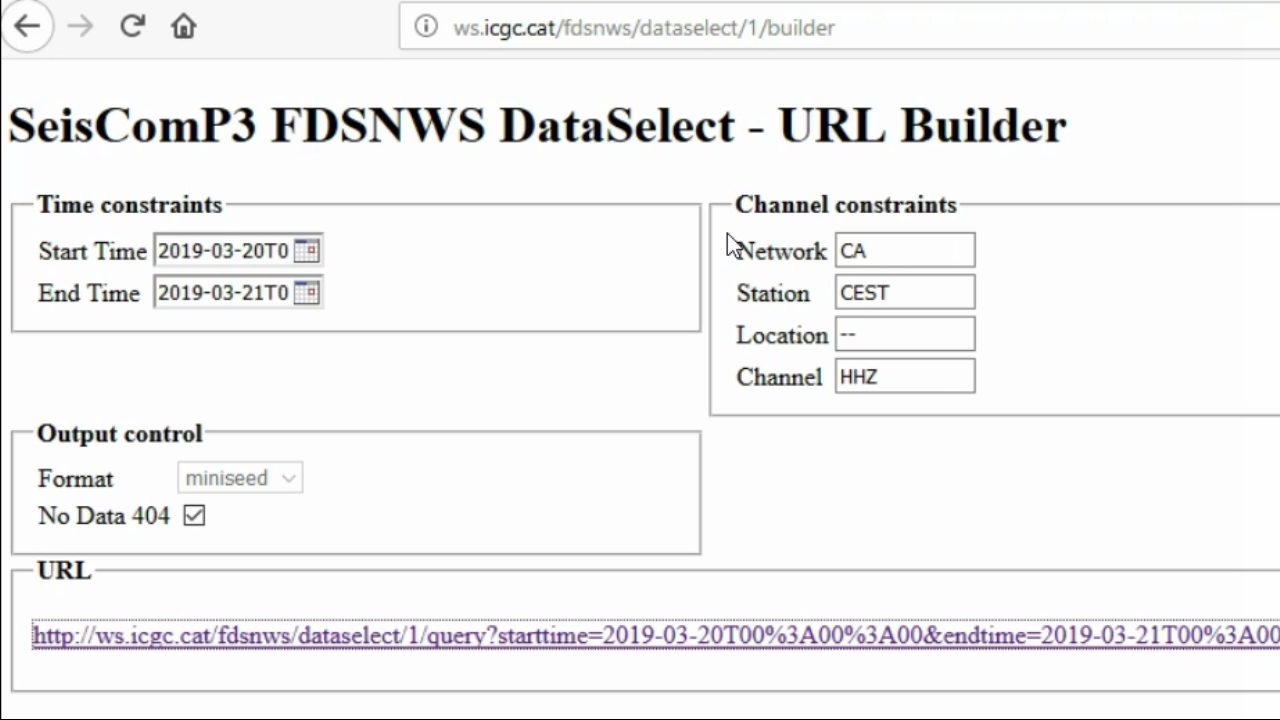 ws.icgc.cat/fdsnws/dataselect/1/builder
SeisComP3 FDSNWS DataSelect - URL Builder
Time constraints
Start Time 2019-03-20T0
End Time 2019-03-21T0
Channel constraints
Network CA
Station CEST
Location --
Channel HHZ
Output control
Format miniseed
No Data 404
URL
http://ws.icgc.cat/fdsnws/dataselect/1/query?starttime=2019-03-20T00%3A00%3A00&endtime=2019-03-21T00%3A00